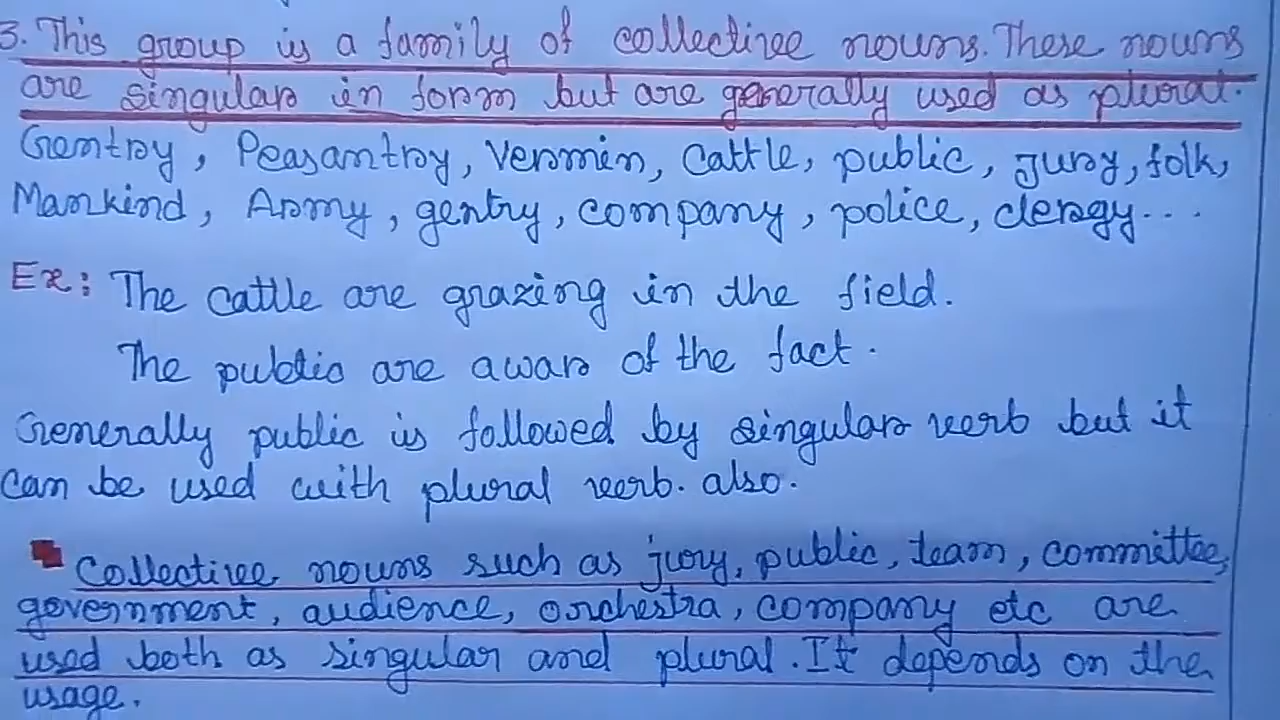 3. This group is a family of collective nouns. These nouns
are singular in form but are generally used as plural.
Gentry, Peasantry, Vermin, Cattle, public, Jury, folk,
Mankind, Army, gentry, company, police, clergy...
Ex: The cattle are grazing in the field.
The public are awar of the fact.
Generally public is followed by singular verb but it
can be used with plural verb. also.
Collective nouns such as jury, public, team, committee,
government, audience, orchestra, company etc are
used both as singular and plural. It depends on the
usage.